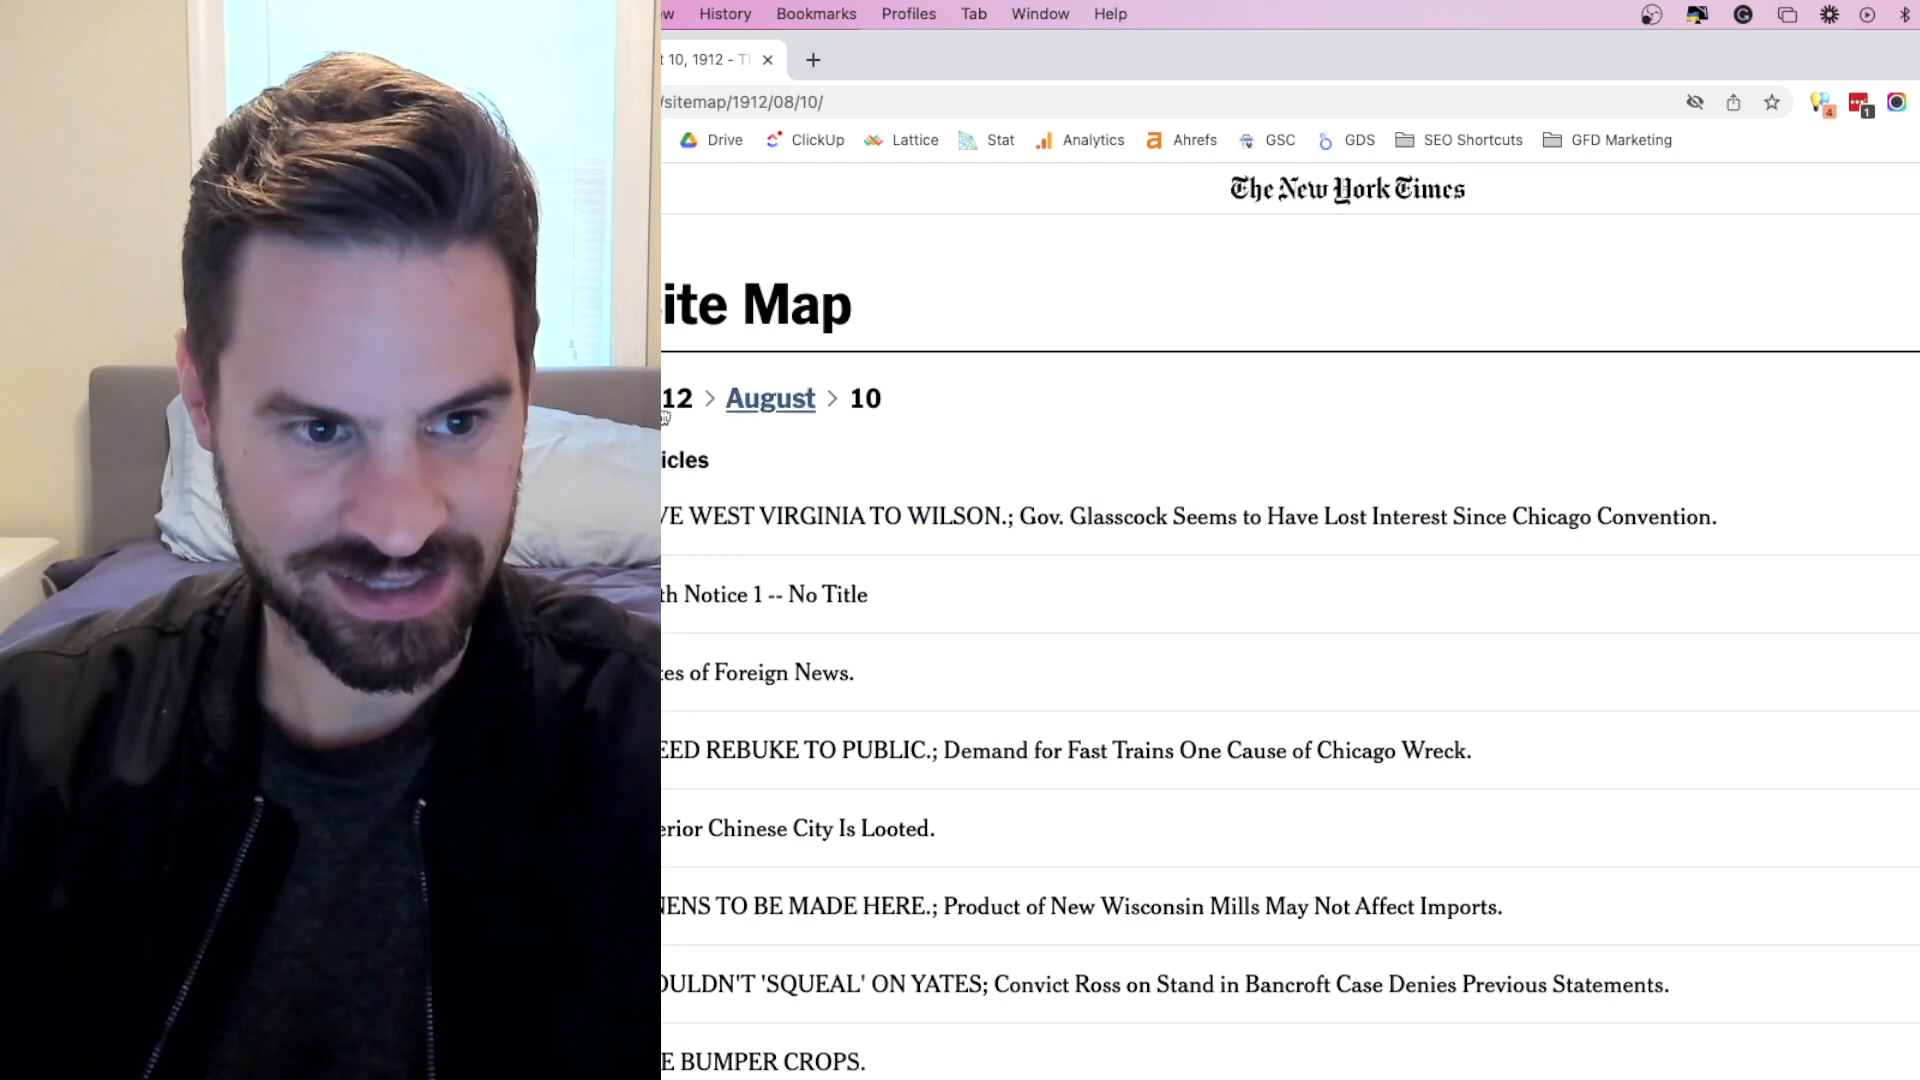 History Bookmarks Profiles Tab Window Help
10, 1912 -
/sitemap/1912/08/10/
4
1
Drive ClickUp Lattice Stat Analytics Ahrefs GSC GDS SEO Shortcuts GFD Marketing
The New York Times
ite Map
12 > August > 10
icles
VE WEST VIRGINIA TO WILSON.; Gov. Glasscock Seems to Have Lost Interest Since Chicago Convention.
th Notice 1 -- No Title
tes of Foreign News.
EED REBUKE TO PUBLIC.; Demand for Fast Trains One Cause of Chicago Wreck.
erior Chinese City Is Looted.
NENS TO BE MADE HERE.; Product of New Wisconsin Mills May Not Affect Imports.
OULDN'T 'SQUEAL' ON YATES; Convict Ross on Stand in Bancroft Case Denies Previous Statements.
E BUMPER CROPS.